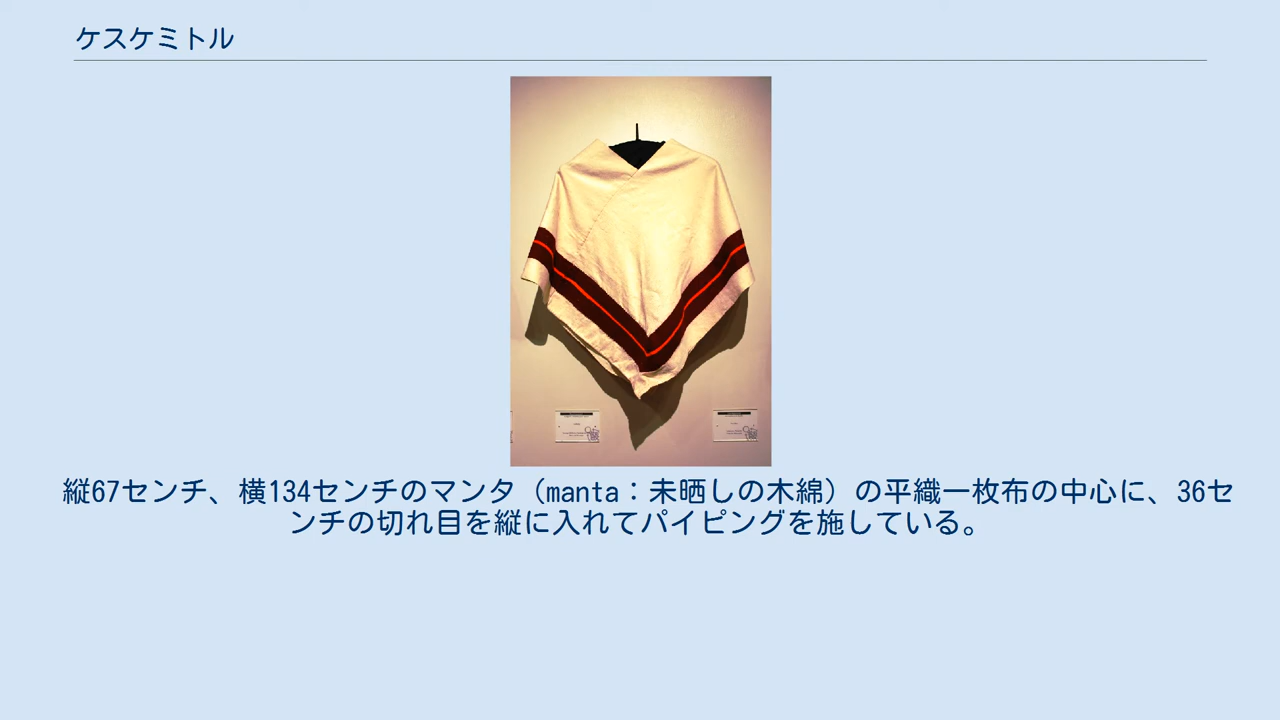 ケスケミトル
縦67センチ、横134センチのマンタ（manta：未晒しの木綿）の平織一枚布の中心に、36セ
ンチの切れ目を縦に入れてパイピングを施している。